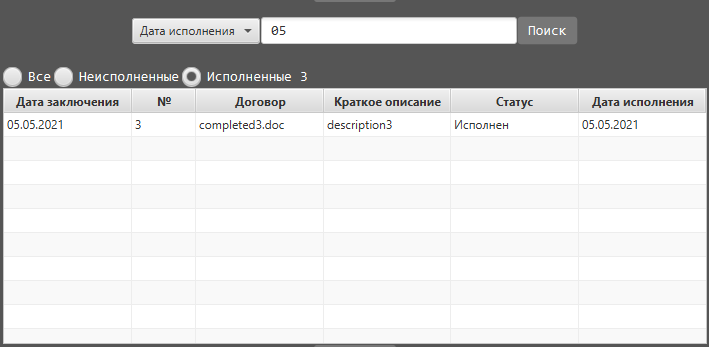 Дата исполнения 05 Поиск
Все Неисполненные Исполненные 3
Дата заключения № Договор Краткое описание Статус Дата исполнения
05.05.2021 3 completed3.doc description3 Исполнен 05.05.2021